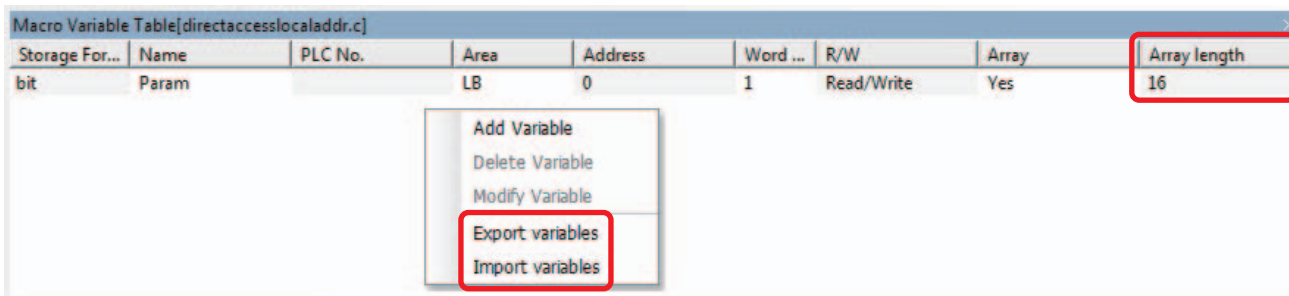 Macro Variable Table[directaccesslocaladdr.c]
Storage For... Name PLC No. Area Address Word ... R/W Array Array length
bit Param LB 0 1 Read/Write Yes 16
Add Variable
Delete Variable
Modify Variable
Export variables
Import variables